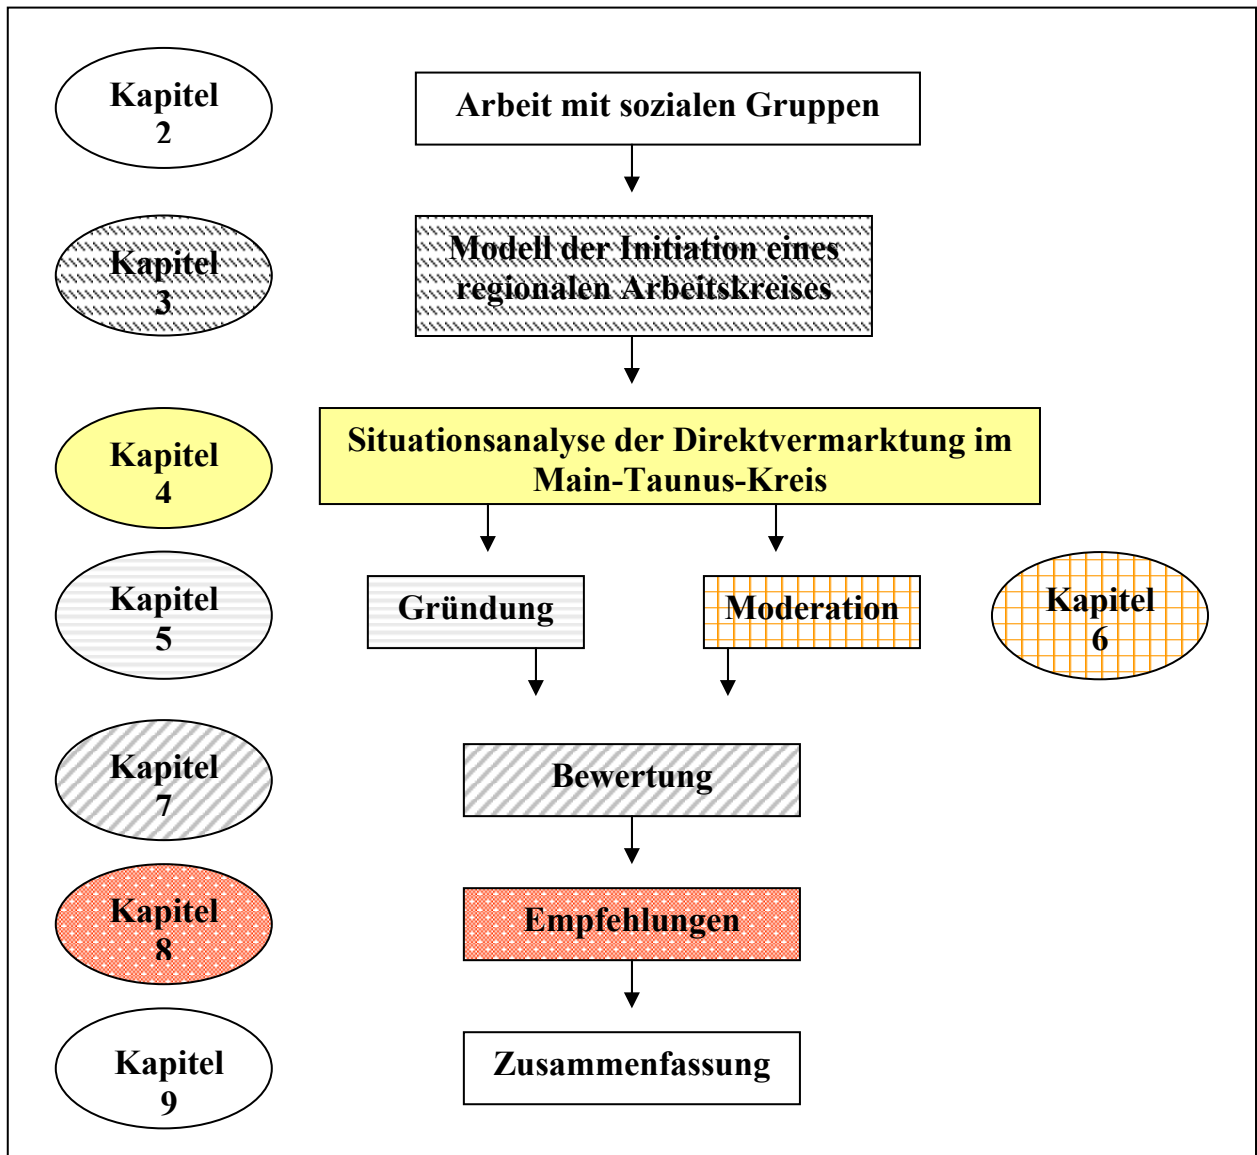 Kapitel
2
Arbeit mit sozialen Gruppen
Kapitel
3
Modell der Initiation eines
regionalen Arbeitskreises
Kapitel
4
Situationsanalyse der Direktvermarktung im
Main-Taunus-Kreis
Kapitel
5
Gründung
Moderation
Kapitel
6
Kapitel
7
Bewertung
Kapitel
8
Empfehlungen
Kapitel
9
Zusammenfassung